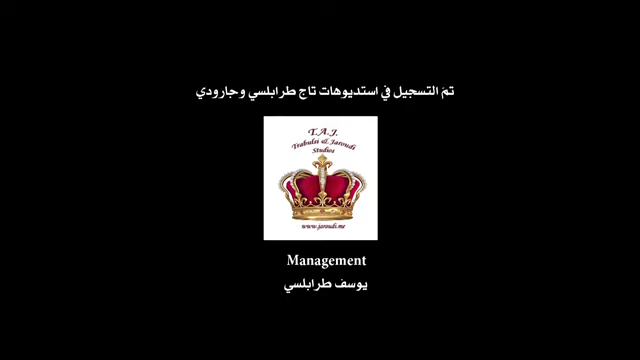 تمَ التسجيل في استديوهات تاج طرابلسي وجارودي
T.A.J.
Trabulsi & Jaroudi
Studios
www.jaroudi.me
Management
يوسف طرابلسي